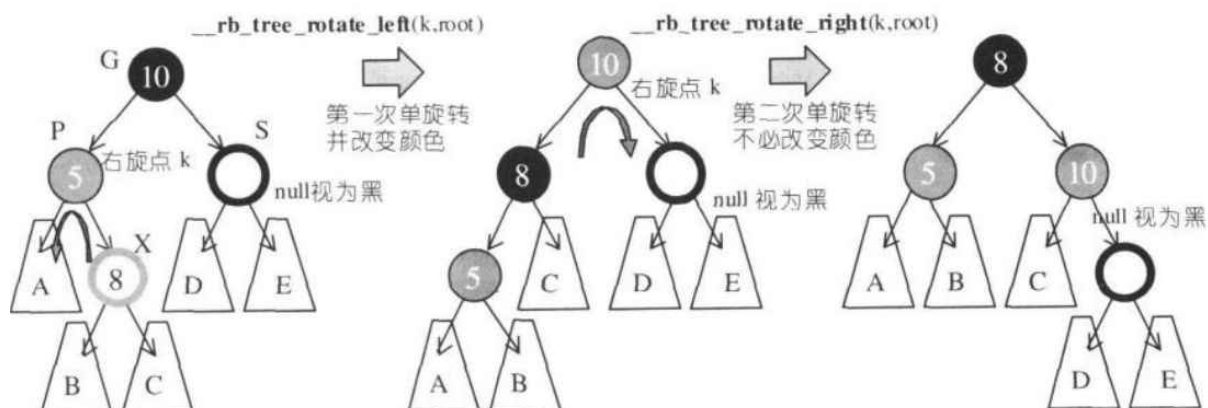 __rb_tree_rotate_left(k,root)
__rb_tree_rotate_right(k,root)
G
10
P
S
5
右旋点 k
null视为黑
X
8
A
D
E
B
C
第一次单旋转
并改变颜色
10
右旋点 k
8
null 视为黑
5
C
D
E
A
B
第二次单旋转
不必改变颜色
8
5
10
null 视为黑
A
B
C
D
E